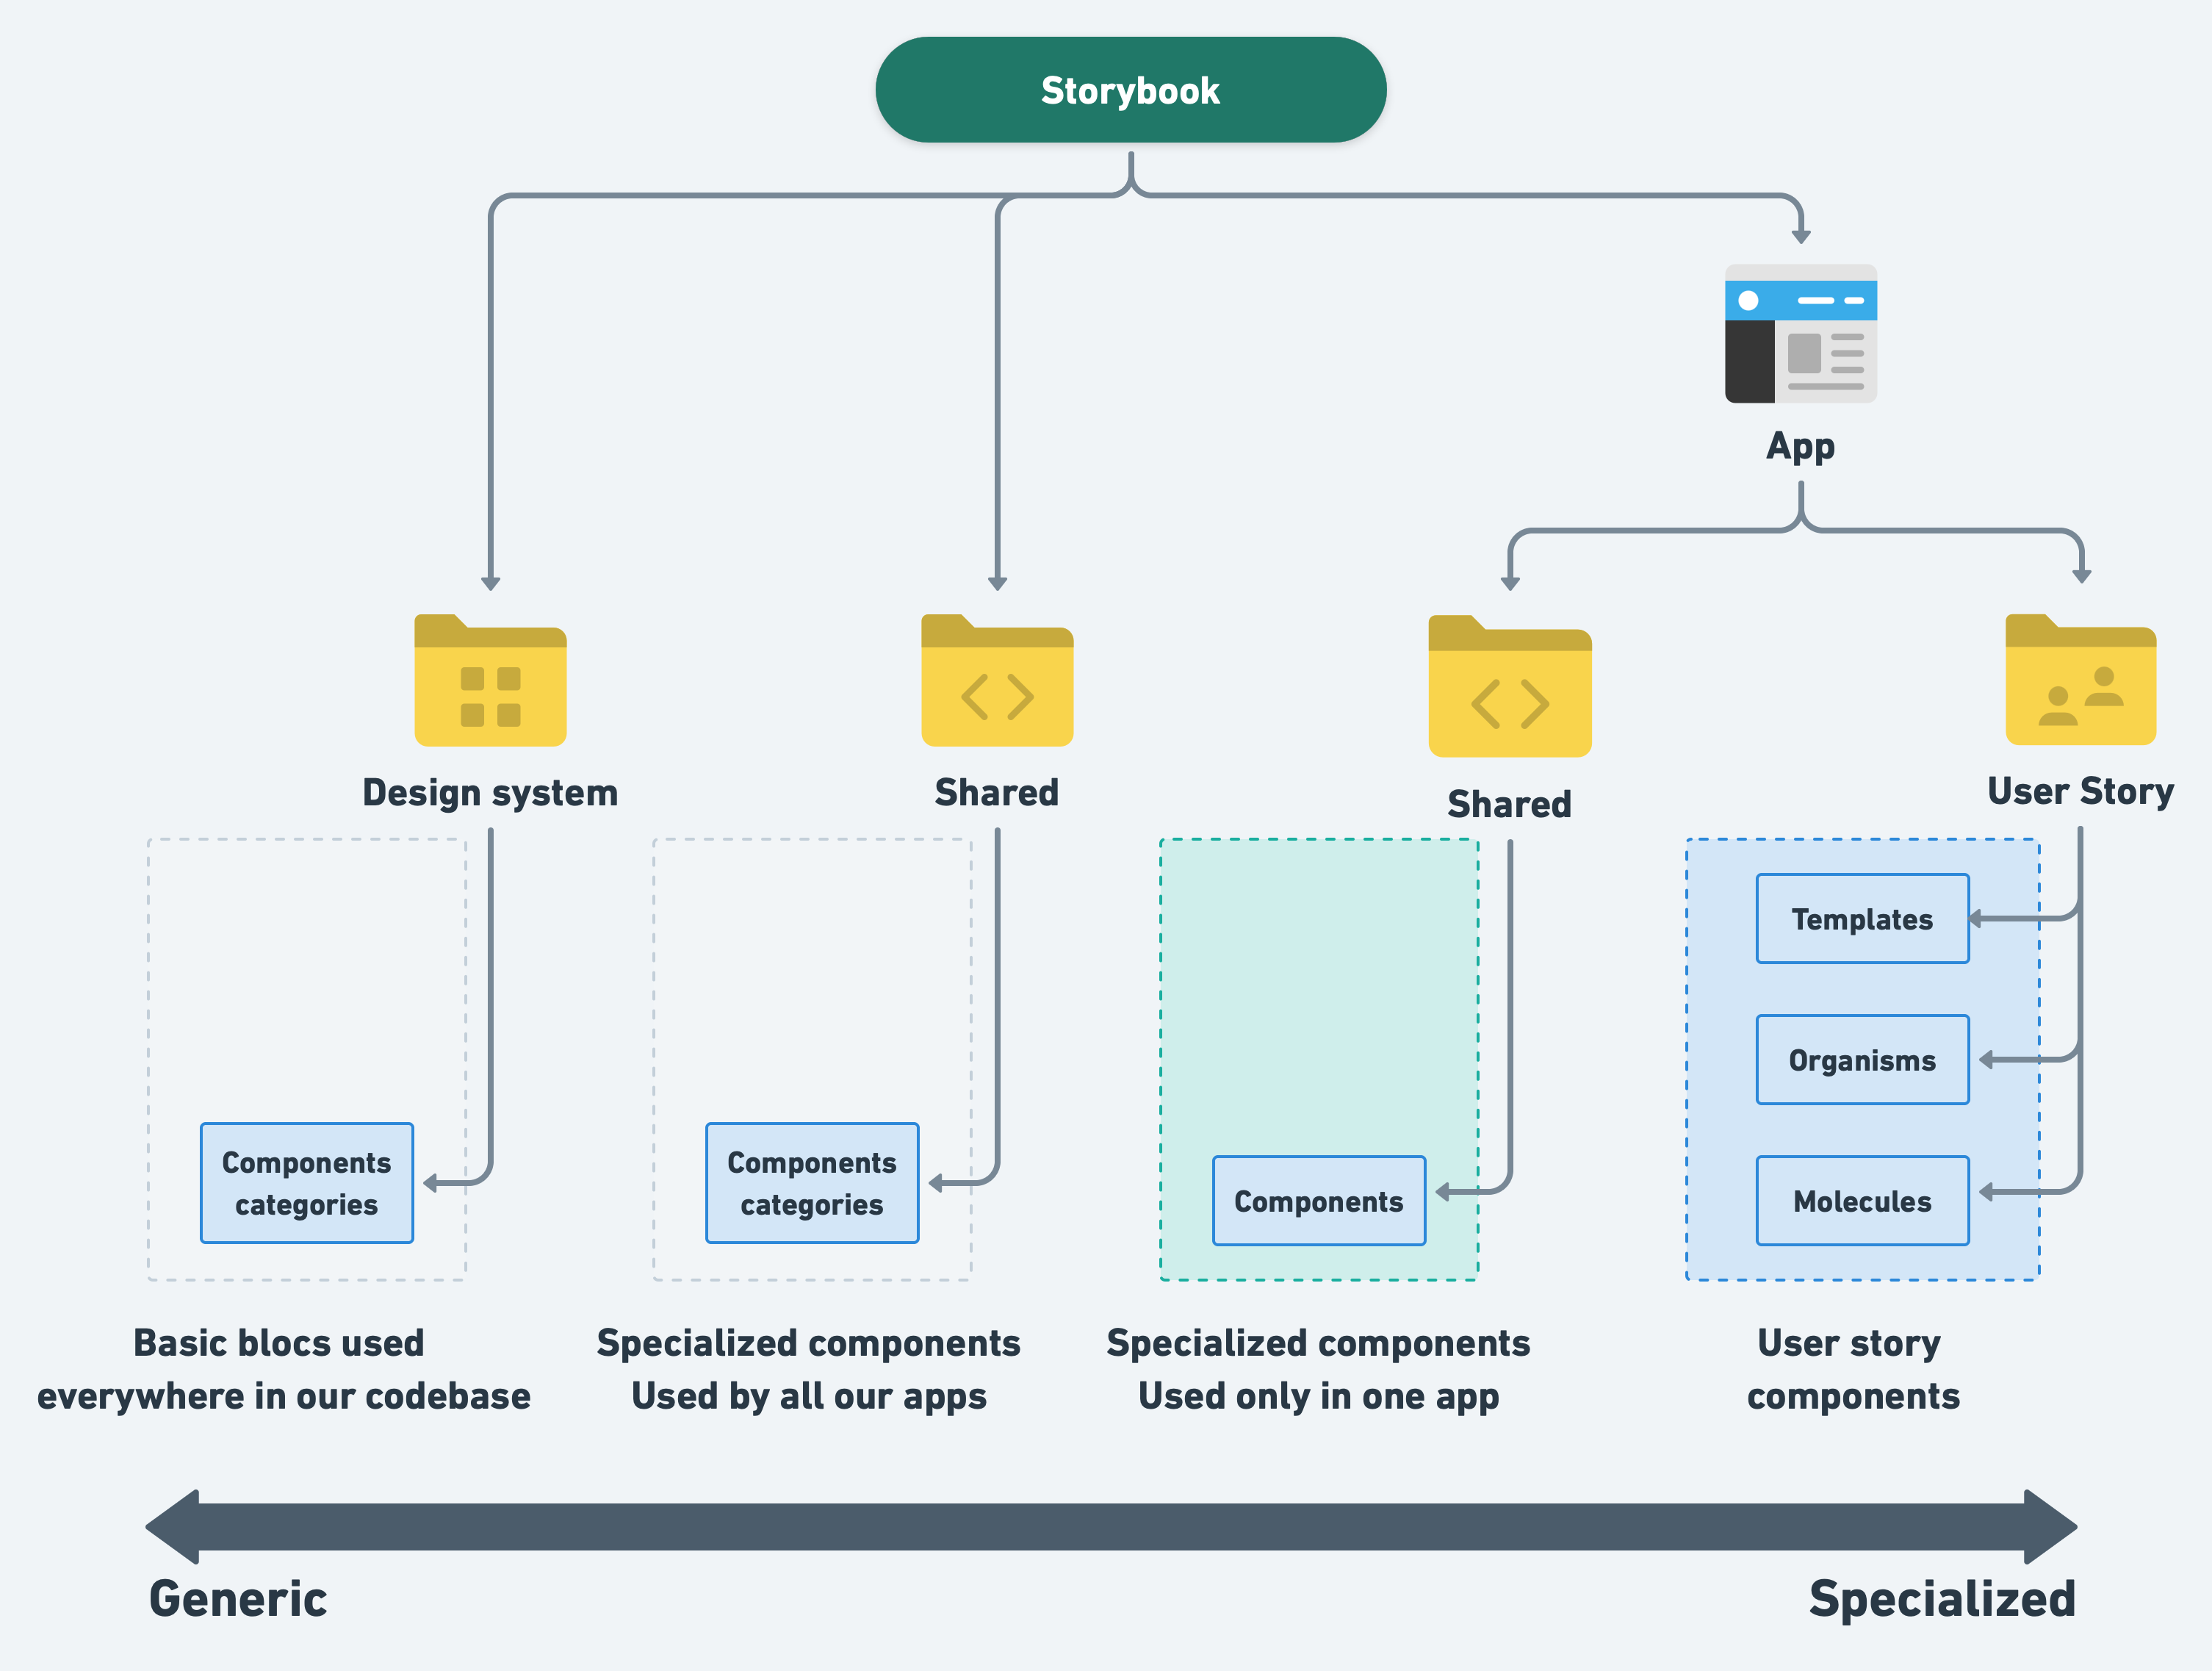 Storybook
App
Design system
Shared
Shared
User Story
Templates
Organisms
Components
categories
Components
categories
Components
Molecules
Basic blocs used
everywhere in our codebase
Specialized components
Used by all our apps
Specialized components
Used only in one app
User story
components
Generic
Specialized